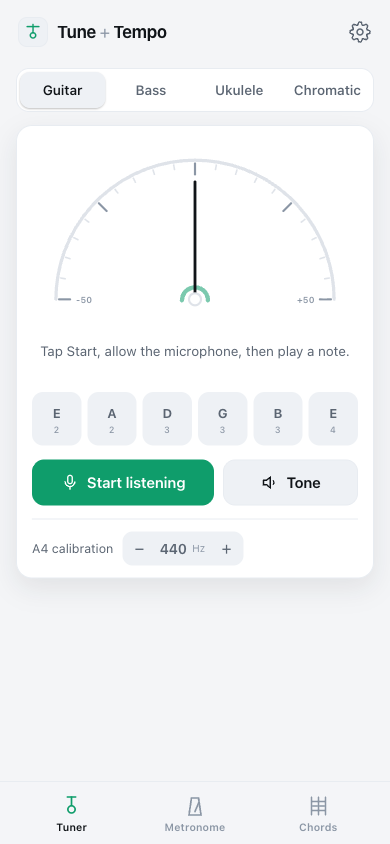 Tune + Tempo
Guitar Bass Ukulele Chromatic
-50 +50
Tap Start, allow the microphone, then play a note.
E A D G B E
2 2 3 3 3 4
Start listening Tone
A4 calibration − 440 Hz +
Tuner Metronome Chords